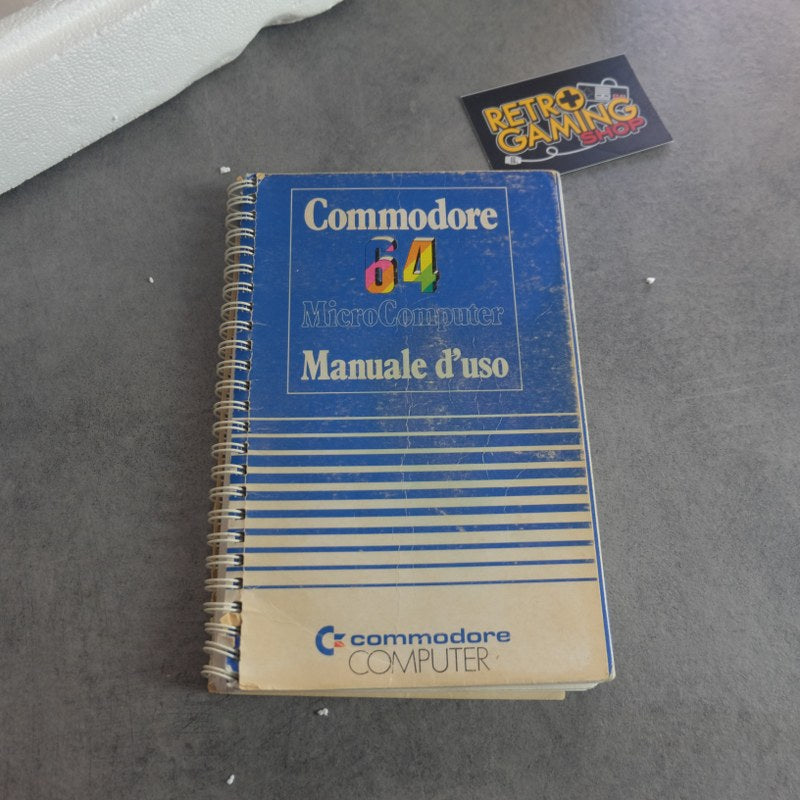 RETRO
GAMING
SHOP
Commodore
64
MicroComputer
Manuale d'uso
commodore
COMPUTER